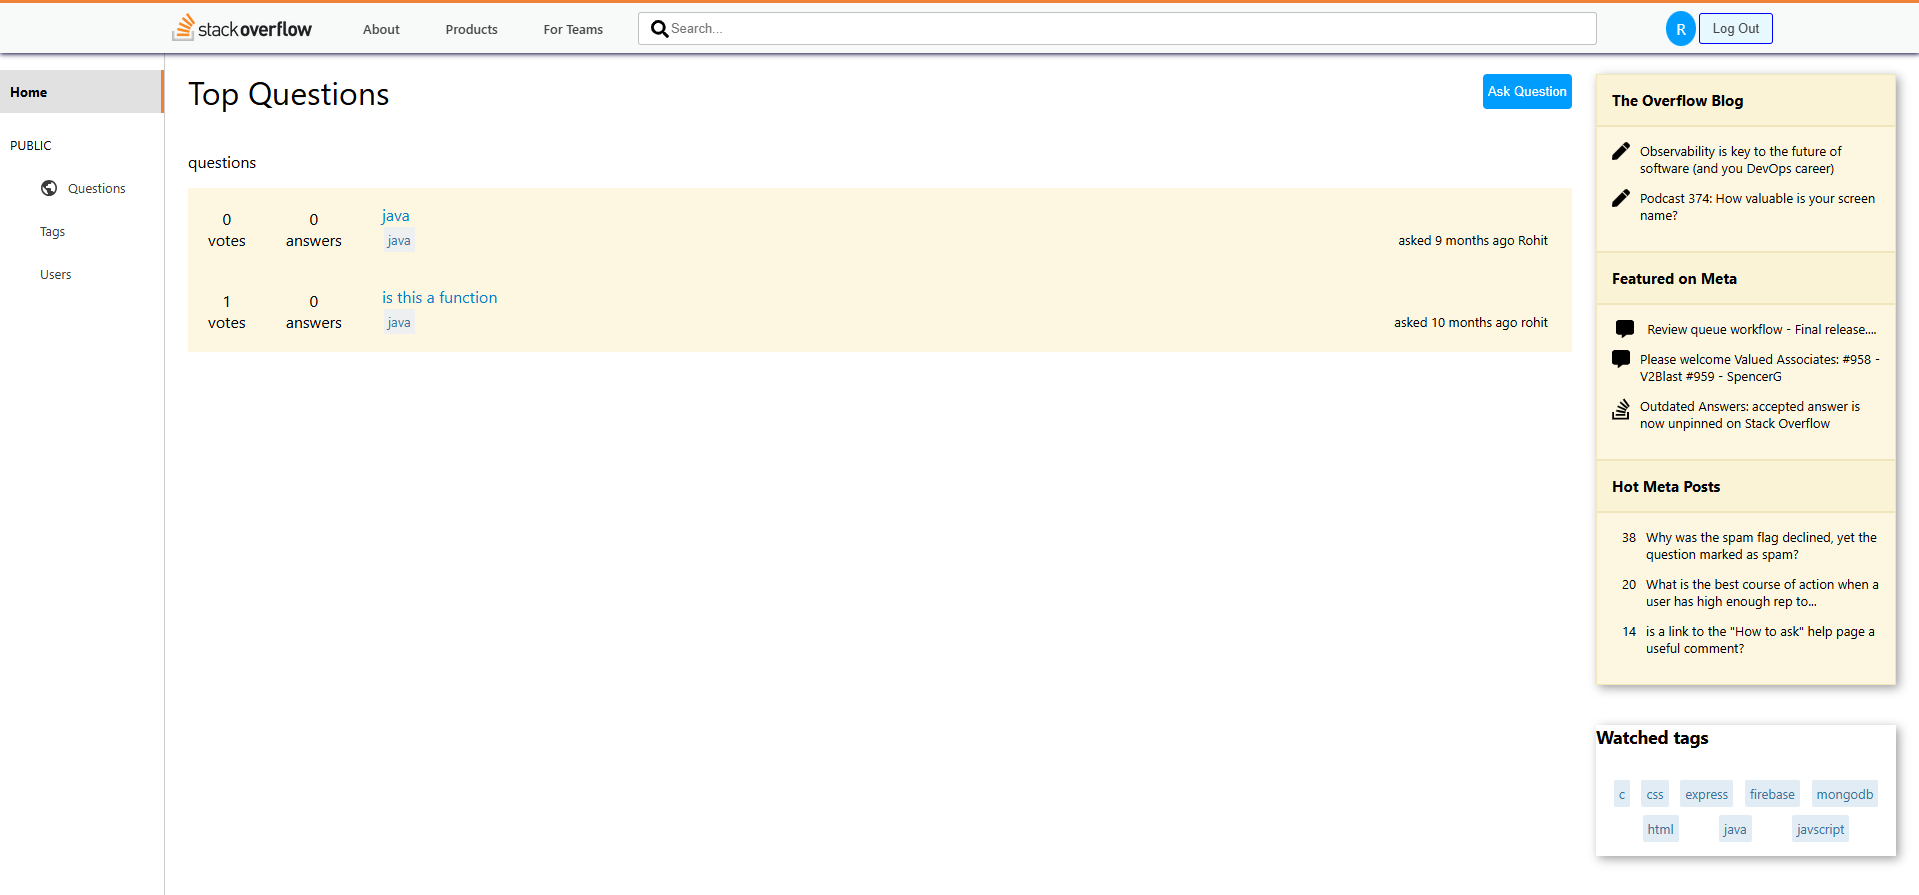 stackoverflow About Products For Teams Search... R Log Out
Home
PUBLIC
Questions
Tags
Users
Top Questions
Ask Question
questions
0 votes
0 answers
java
java
asked 9 months ago Rohit
1 votes
0 answers
is this a function
java
asked 10 months ago rohit
The Overflow Blog
Observability is key to the future of
software (and you DevOps career)
Podcast 374: How valuable is your screen
name?
Featured on Meta
Review queue workflow - Final release....
Please welcome Valued Associates: #958 -
V2Blast #959 - SpencerG
Outdated Answers: accepted answer is
now unpinned on Stack Overflow
Hot Meta Posts
38 Why was the spam flag declined, yet the
question marked as spam?
20 What is the best course of action when a
user has high enough rep to...
14 is a link to the "How to ask" help page a
useful comment?
Watched tags
c css express firebase mongodb
html java javscript